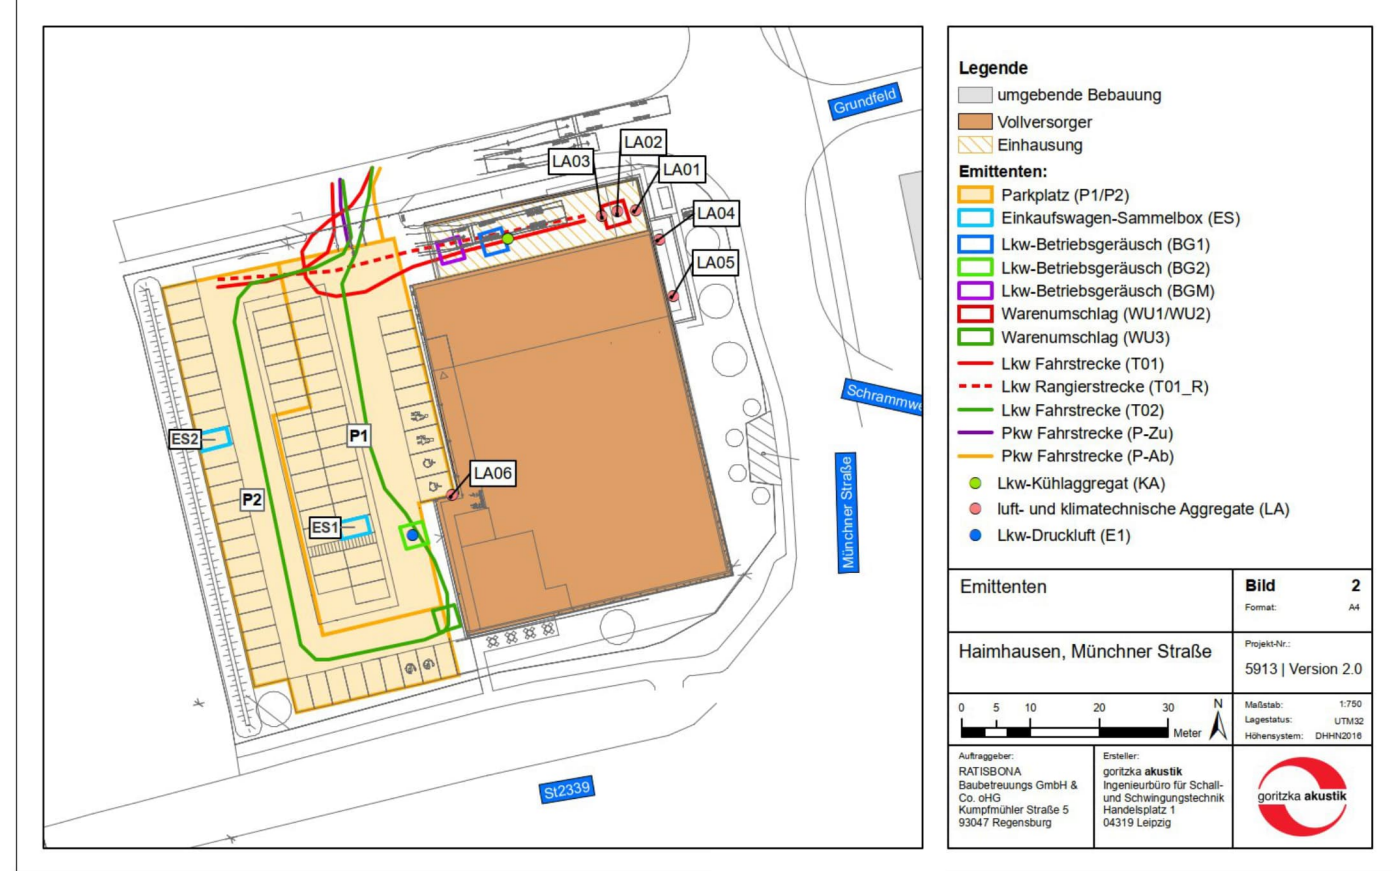 Grundfeld
LA02
LA03
LA01
LA04
LA05
Schrammwe
P1
ES2
LA06
Münchner Straße
P2
ES1
St2339
Legende
umgebende Bebauung
Vollversorger
Einhausung
Emittenten:
Parkplatz (P1/P2)
Einkaufswagen-Sammelbox (ES)
Lkw-Betriebsgeräusch (BG1)
Lkw-Betriebsgeräusch (BG2)
Lkw-Betriebsgeräusch (BGM)
Warenumschlag (WU1/WU2)
Warenumschlag (WU3)
Lkw Fahrstrecke (T01)
Lkw Rangierstrecke (T01_R)
Lkw Fahrstrecke (T02)
Pkw Fahrstrecke (P-Zu)
Pkw Fahrstrecke (P-Ab)
Lkw-Kühlaggregat (KA)
luft- und klimatechnische Aggregate (LA)
Lkw-Druckluft (E1)
Emittenten
Bild 2
Format: A4
Haimhausen, Münchner Straße
Projekt-Nr.:
5913 | Version 2.0
0 5 10 20 30
Meter
N
Maßstab: 1:750
Lagestatus: UTM32
Höhensystem: DHHN2016
Auftraggeber:
RATISBONA
Baubetreuungs GmbH &
Co. oHG
Kumpfmühler Straße 5
93047 Regensburg
Ersteller:
goritzka akustik
Ingenieurbüro für Schall-
und Schwingungstechnik
Handelsplatz 1
04319 Leipzig
goritzka akustik